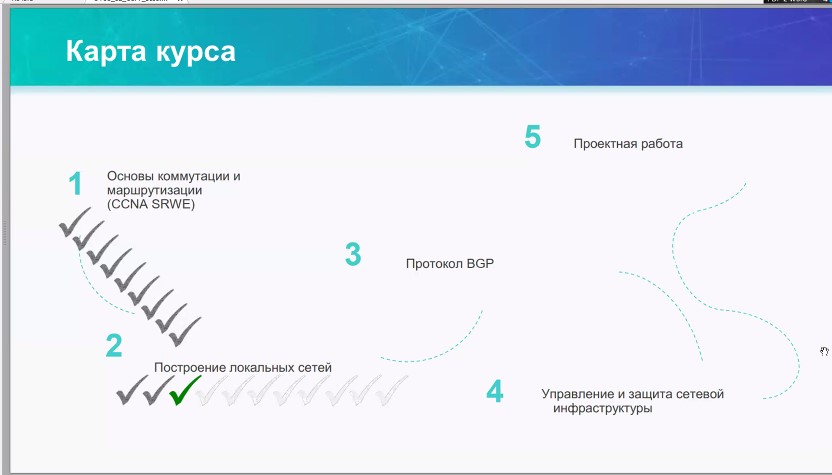 Карта курса
1
Основы коммутации и
маршрутизации
(CCNA SRWE)
2
Построение локальных сетей
3
Протокол BGP
4
Управление и защита сетевой
инфраструктуры
5
Проектная работа